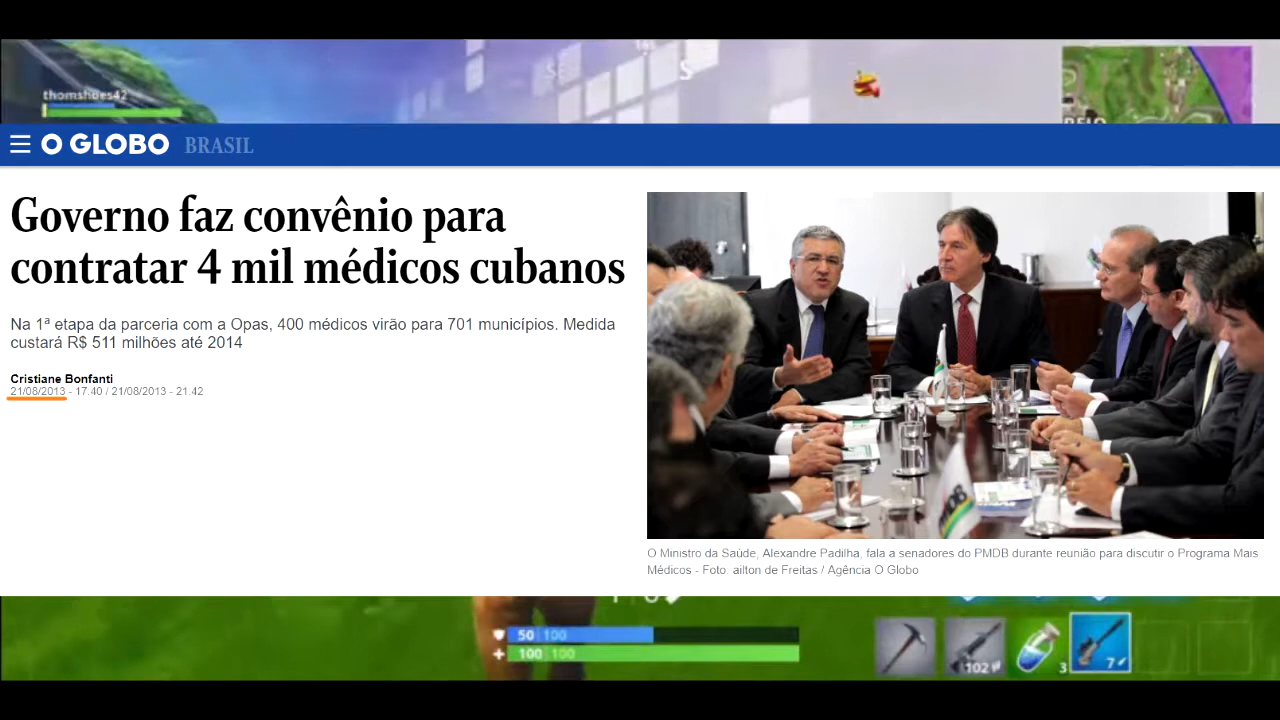 165
SE
S
thomshoes42
O GLOBO BRASIL
Governo faz convênio para
contratar 4 mil médicos cubanos
Na 1ª etapa da parceria com a Opas, 400 médicos virão para 701 municípios. Medida
custará R$ 511 milhões até 2014
Cristiane Bonfanti
21/08/2013 - 17:40 / 21/08/2013 - 21:42
O Ministro da Saúde, Alexandre Padilha, fala a senadores do PMDB durante reunião para discutir o Programa Mais
Médicos - Foto. ailton de Freitas / Agência O Globo
50 | 100
100 | 100
102
3
7